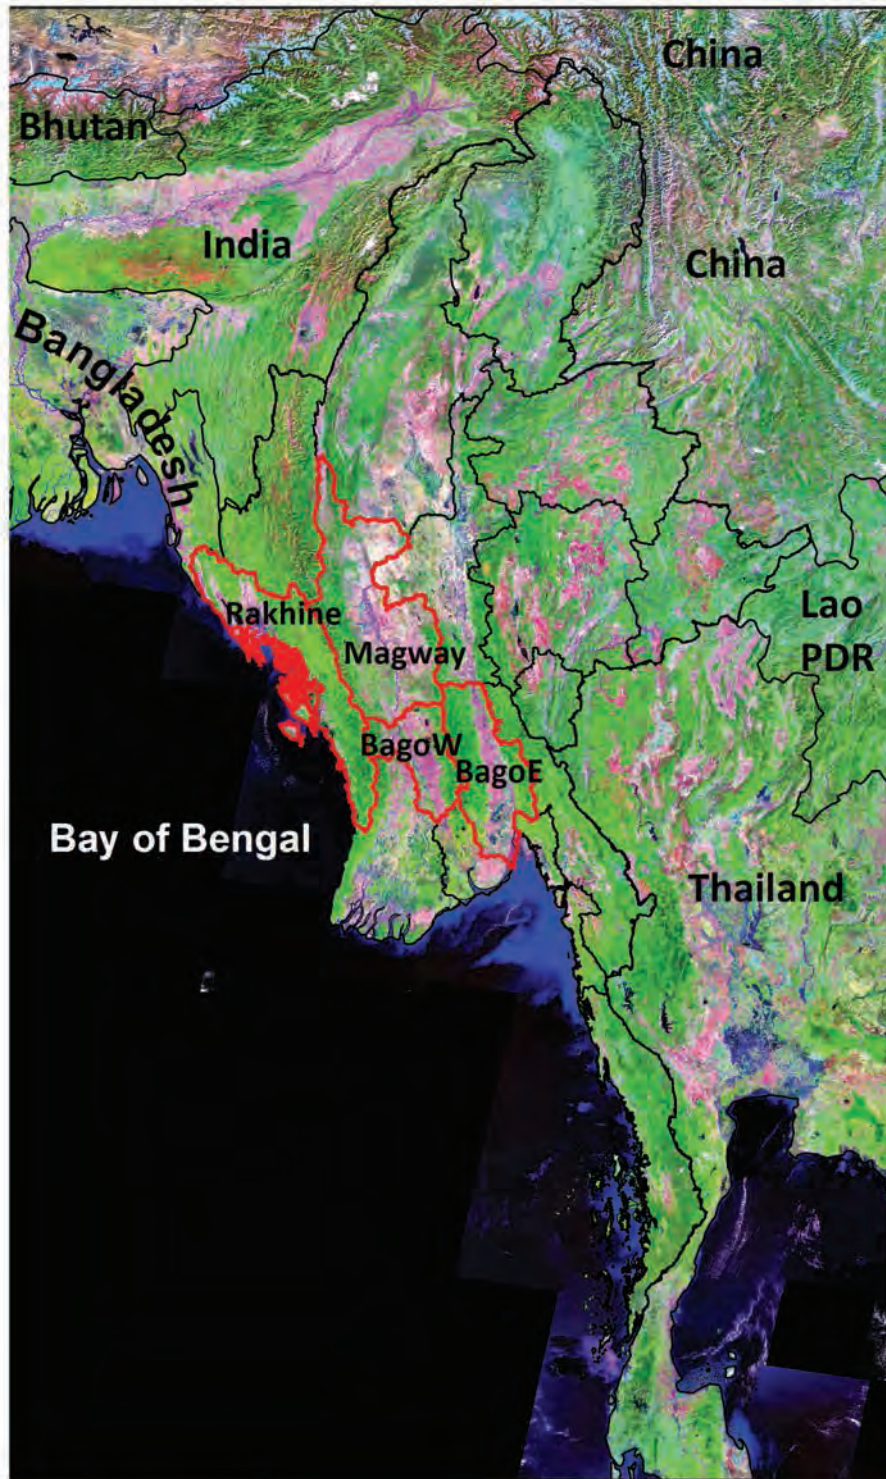 China
Bhutan
India
China
Bangladesh
Rakhine
Lao
PDR
Magway
BagoW
BagoE
Bay of Bengal
Thailand